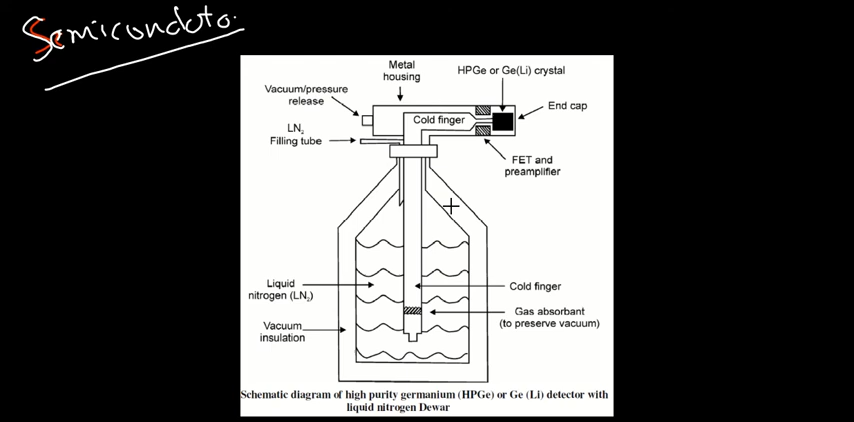 Semicondoto.
Metal
housing
HPGe or Ge(Li) crystal
Vacuum/pressure
release
End cap
Cold finger
LN₂
Filling tube
FET and
preamplifier
Liquid
nitrogen (LN₂)
Cold finger
Gas absorbant
(to preserve vacuum)
Vacuum
insulation
Schematic diagram of high purity germanium (HPGe) or Ge (Li) detector with
liquid nitrogen Dewar